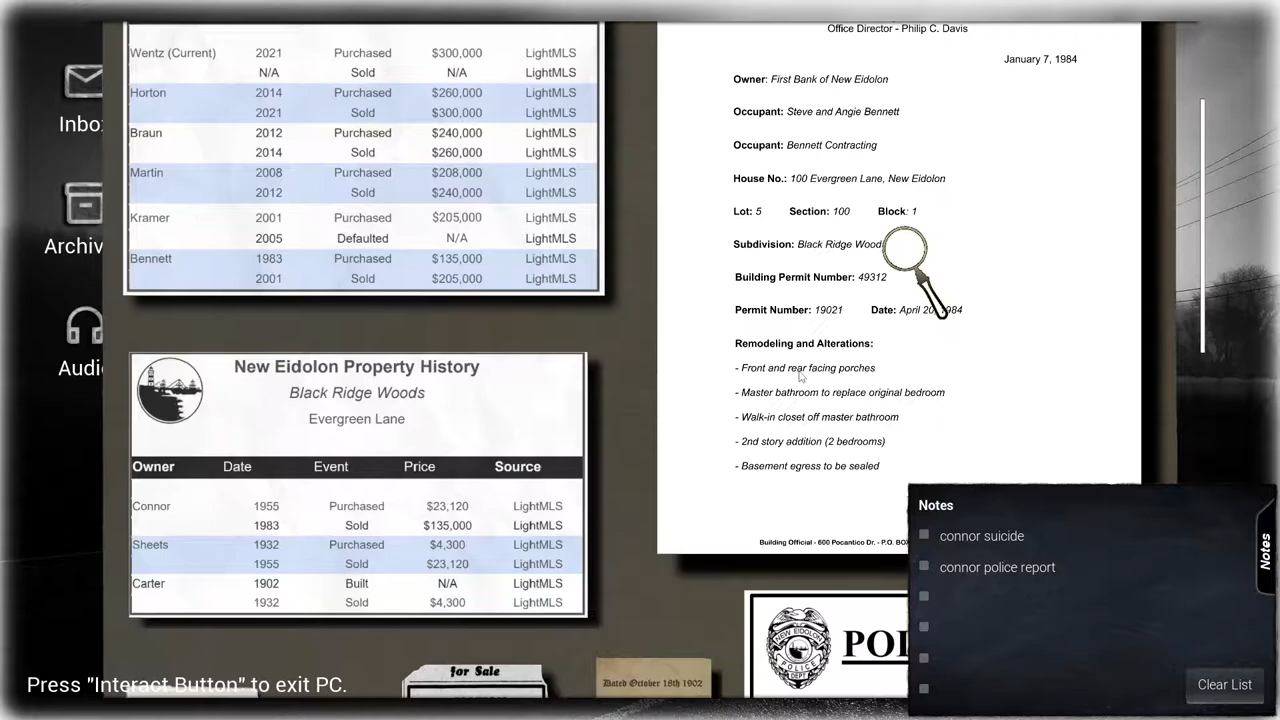 Inbo
Archiv
Audi
Wentz (Current) 2021 Purchased $300,000 LightMLS
N/A Sold N/A LightMLS
Horton 2014 Purchased $260,000 LightMLS
2021 Sold $300,000 LightMLS
Braun 2012 Purchased $240,000 LightMLS
2014 Sold $260,000 LightMLS
Martin 2008 Purchased $208,000 LightMLS
2012 Sold $240,000 LightMLS
Kramer 2001 Purchased $205,000 LightMLS
2005 Defaulted N/A LightMLS
Bennett 1983 Purchased $135,000 LightMLS
2001 Sold $205,000 LightMLS
New Eidolon Property History
Black Ridge Woods
Evergreen Lane
Owner Date Event Price Source
Connor 1955 Purchased $23,120 LightMLS
1983 Sold $135,000 LightMLS
Sheets 1932 Purchased $4,300 LightMLS
1955 Sold $23,120 LightMLS
Carter 1902 Built N/A LightMLS
1932 Sold $4,300 LightMLS
for Sale
Dated October 18th 1902
Office Director - Philip C. Davis
January 7, 1984
Owner: First Bank of New Eidolon
Occupant: Steve and Angie Bennett
Occupant: Bennett Contracting
House No.: 100 Evergreen Lane, New Eidolon
Lot: 5 Section: 100 Block: 1
Subdivision: Black Ridge Wood
Building Permit Number: 49312
Permit Number: 19021 Date: April 20, 1984
Remodeling and Alterations:
- Front and rear facing porches
- Master bathroom to replace original bedroom
- Walk-in closet off master bathroom
- 2nd story addition (2 bedrooms)
- Basement egress to be sealed
Building Official - 600 Pocantico Dr. - P.O. BOX
NEW EIDOLON
POLICE
DEPT
POL
Notes
connor suicide
connor police report
Notes
Clear List
Press "Interact Button" to exit PC.